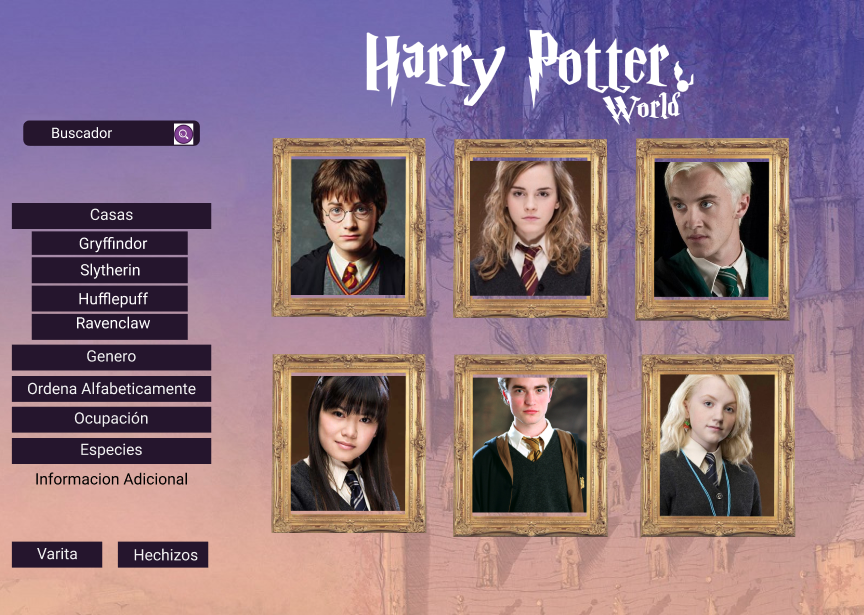 Harry Potter
World
Buscador
Casas
Gryffindor
Slytherin
Hufflepuff
Ravenclaw
Genero
Ordena Alfabeticamente
Ocupación
Especies
Informacion Adicional
Varita
Hechizos